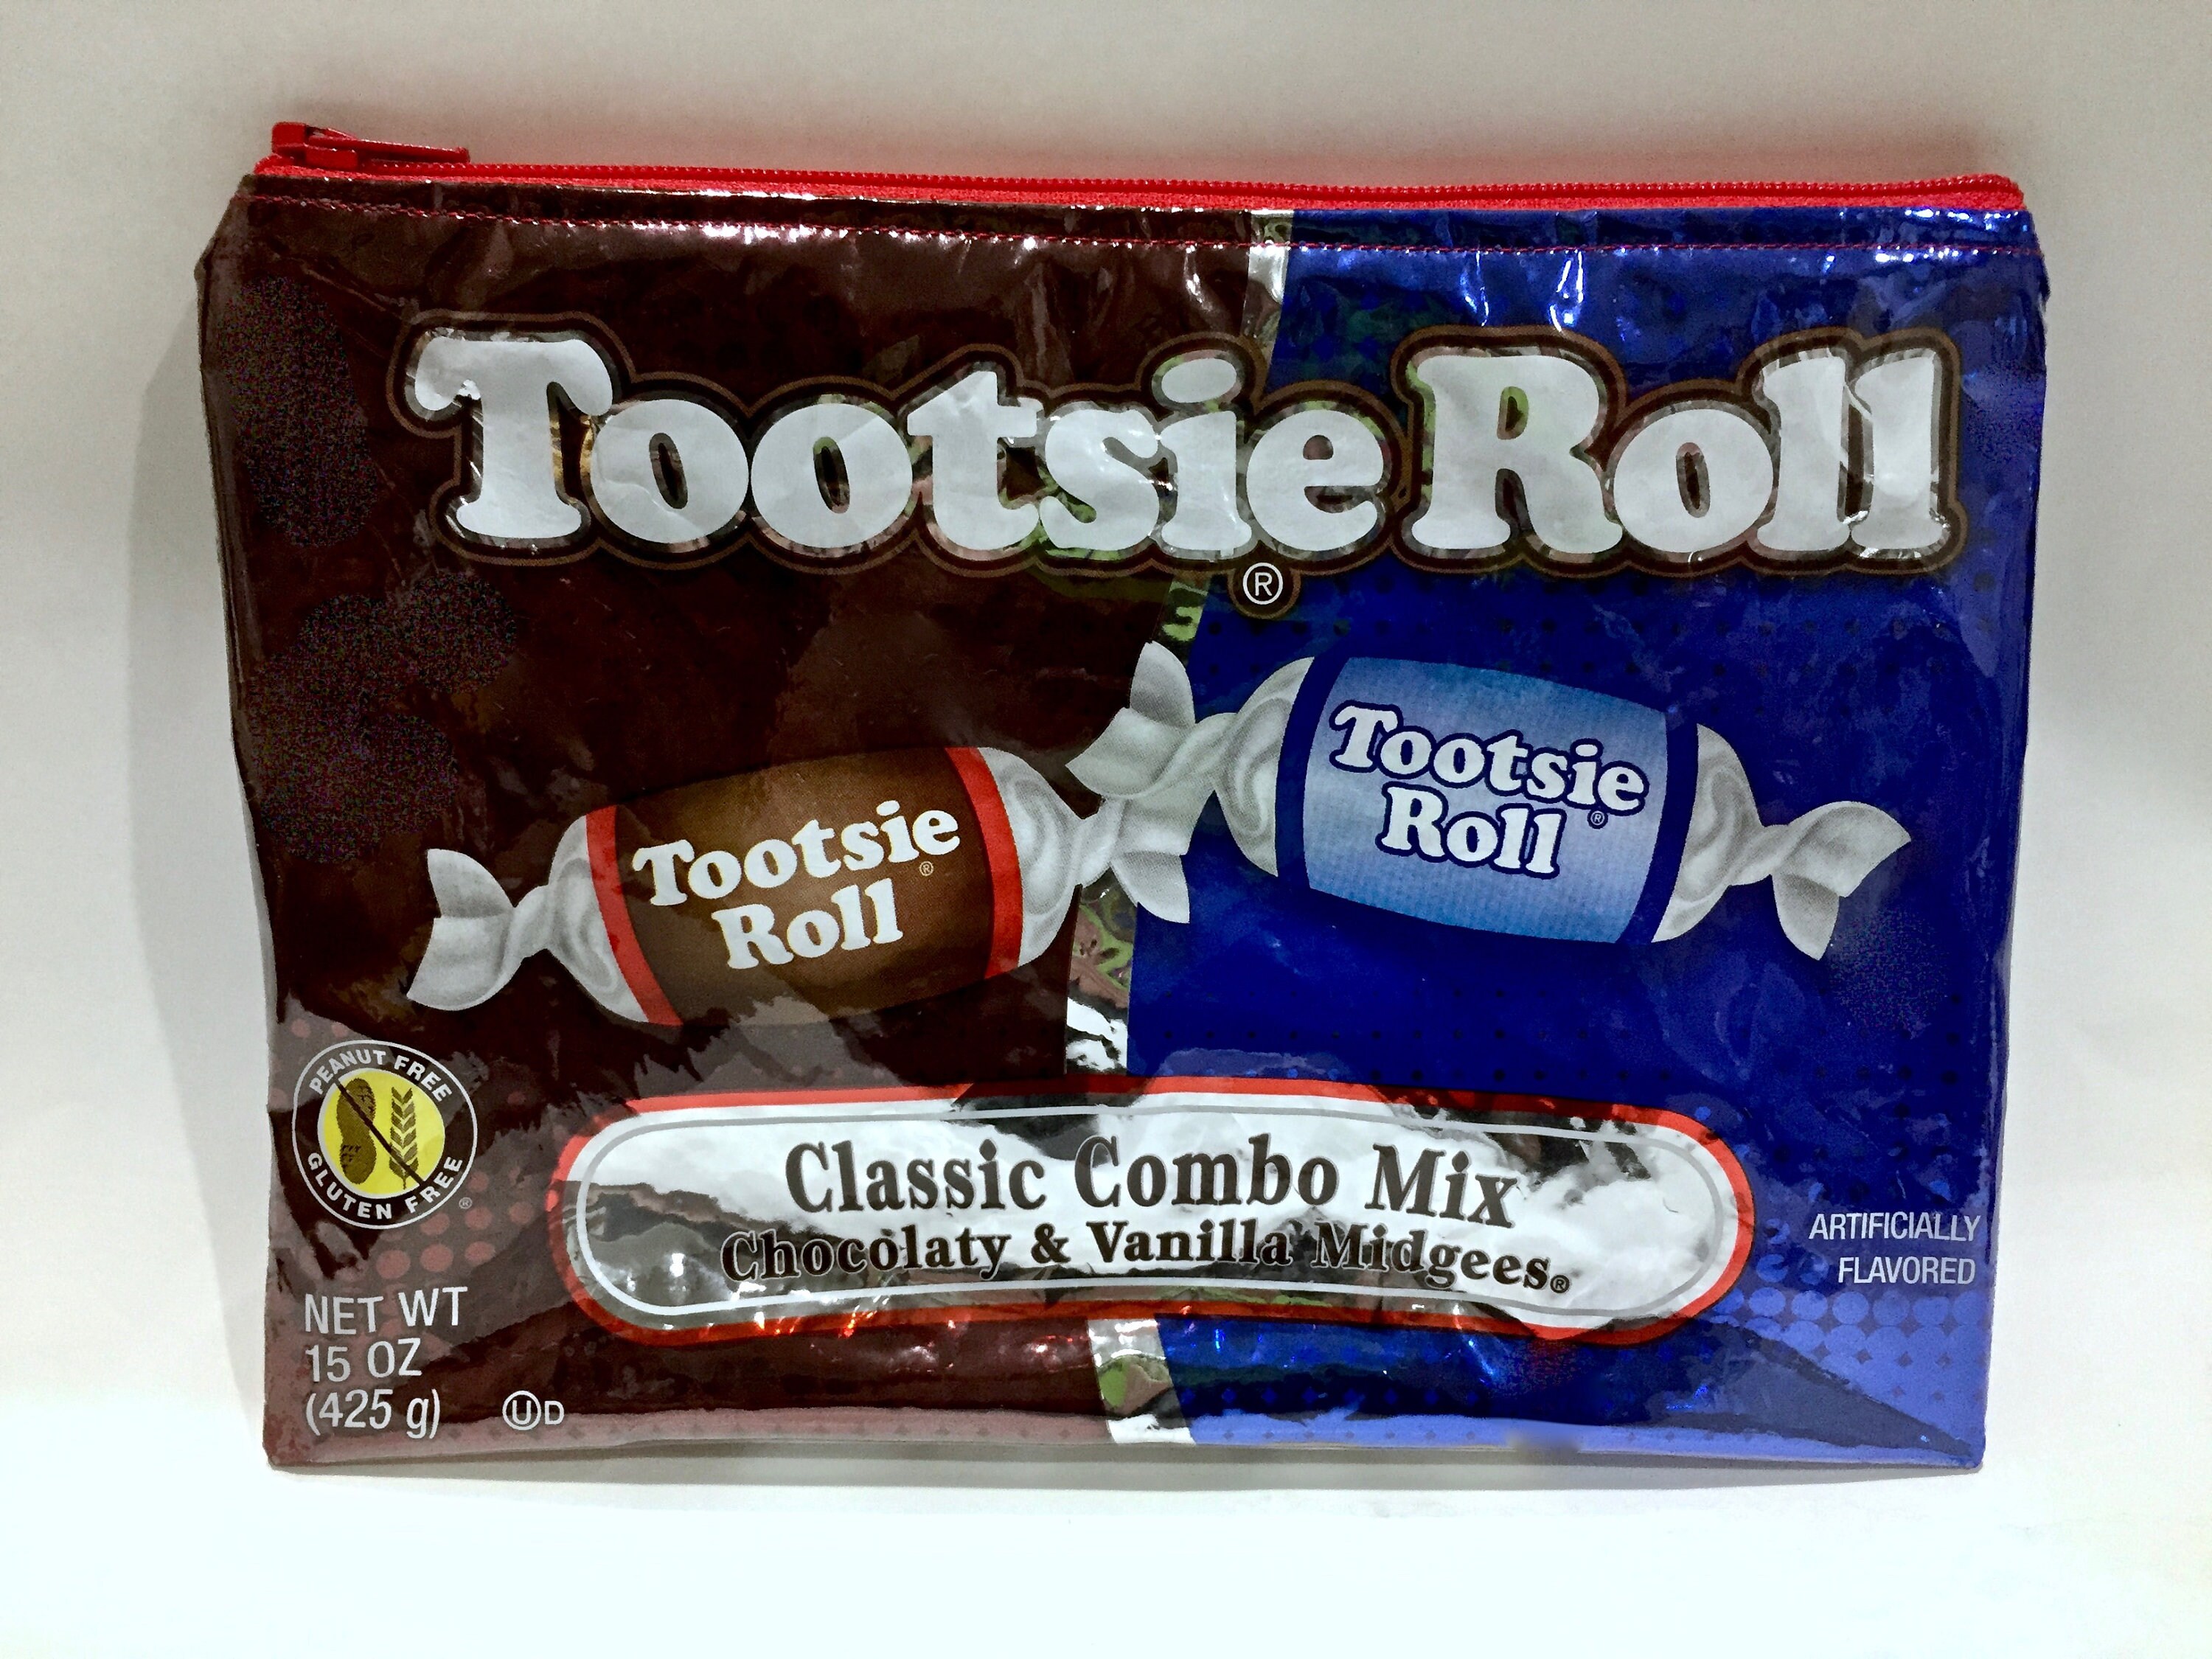 Tootsie Roll
®
Tootsie
Roll®
Tootsie
Roll®
PEANUT FREE
GLUTEN FREE®
Classic Combo Mix
Chocolaty & Vanilla Midgees®
ARTIFICIALLY
FLAVORED
NET WT
15 OZ
(425 g)
ⓊD